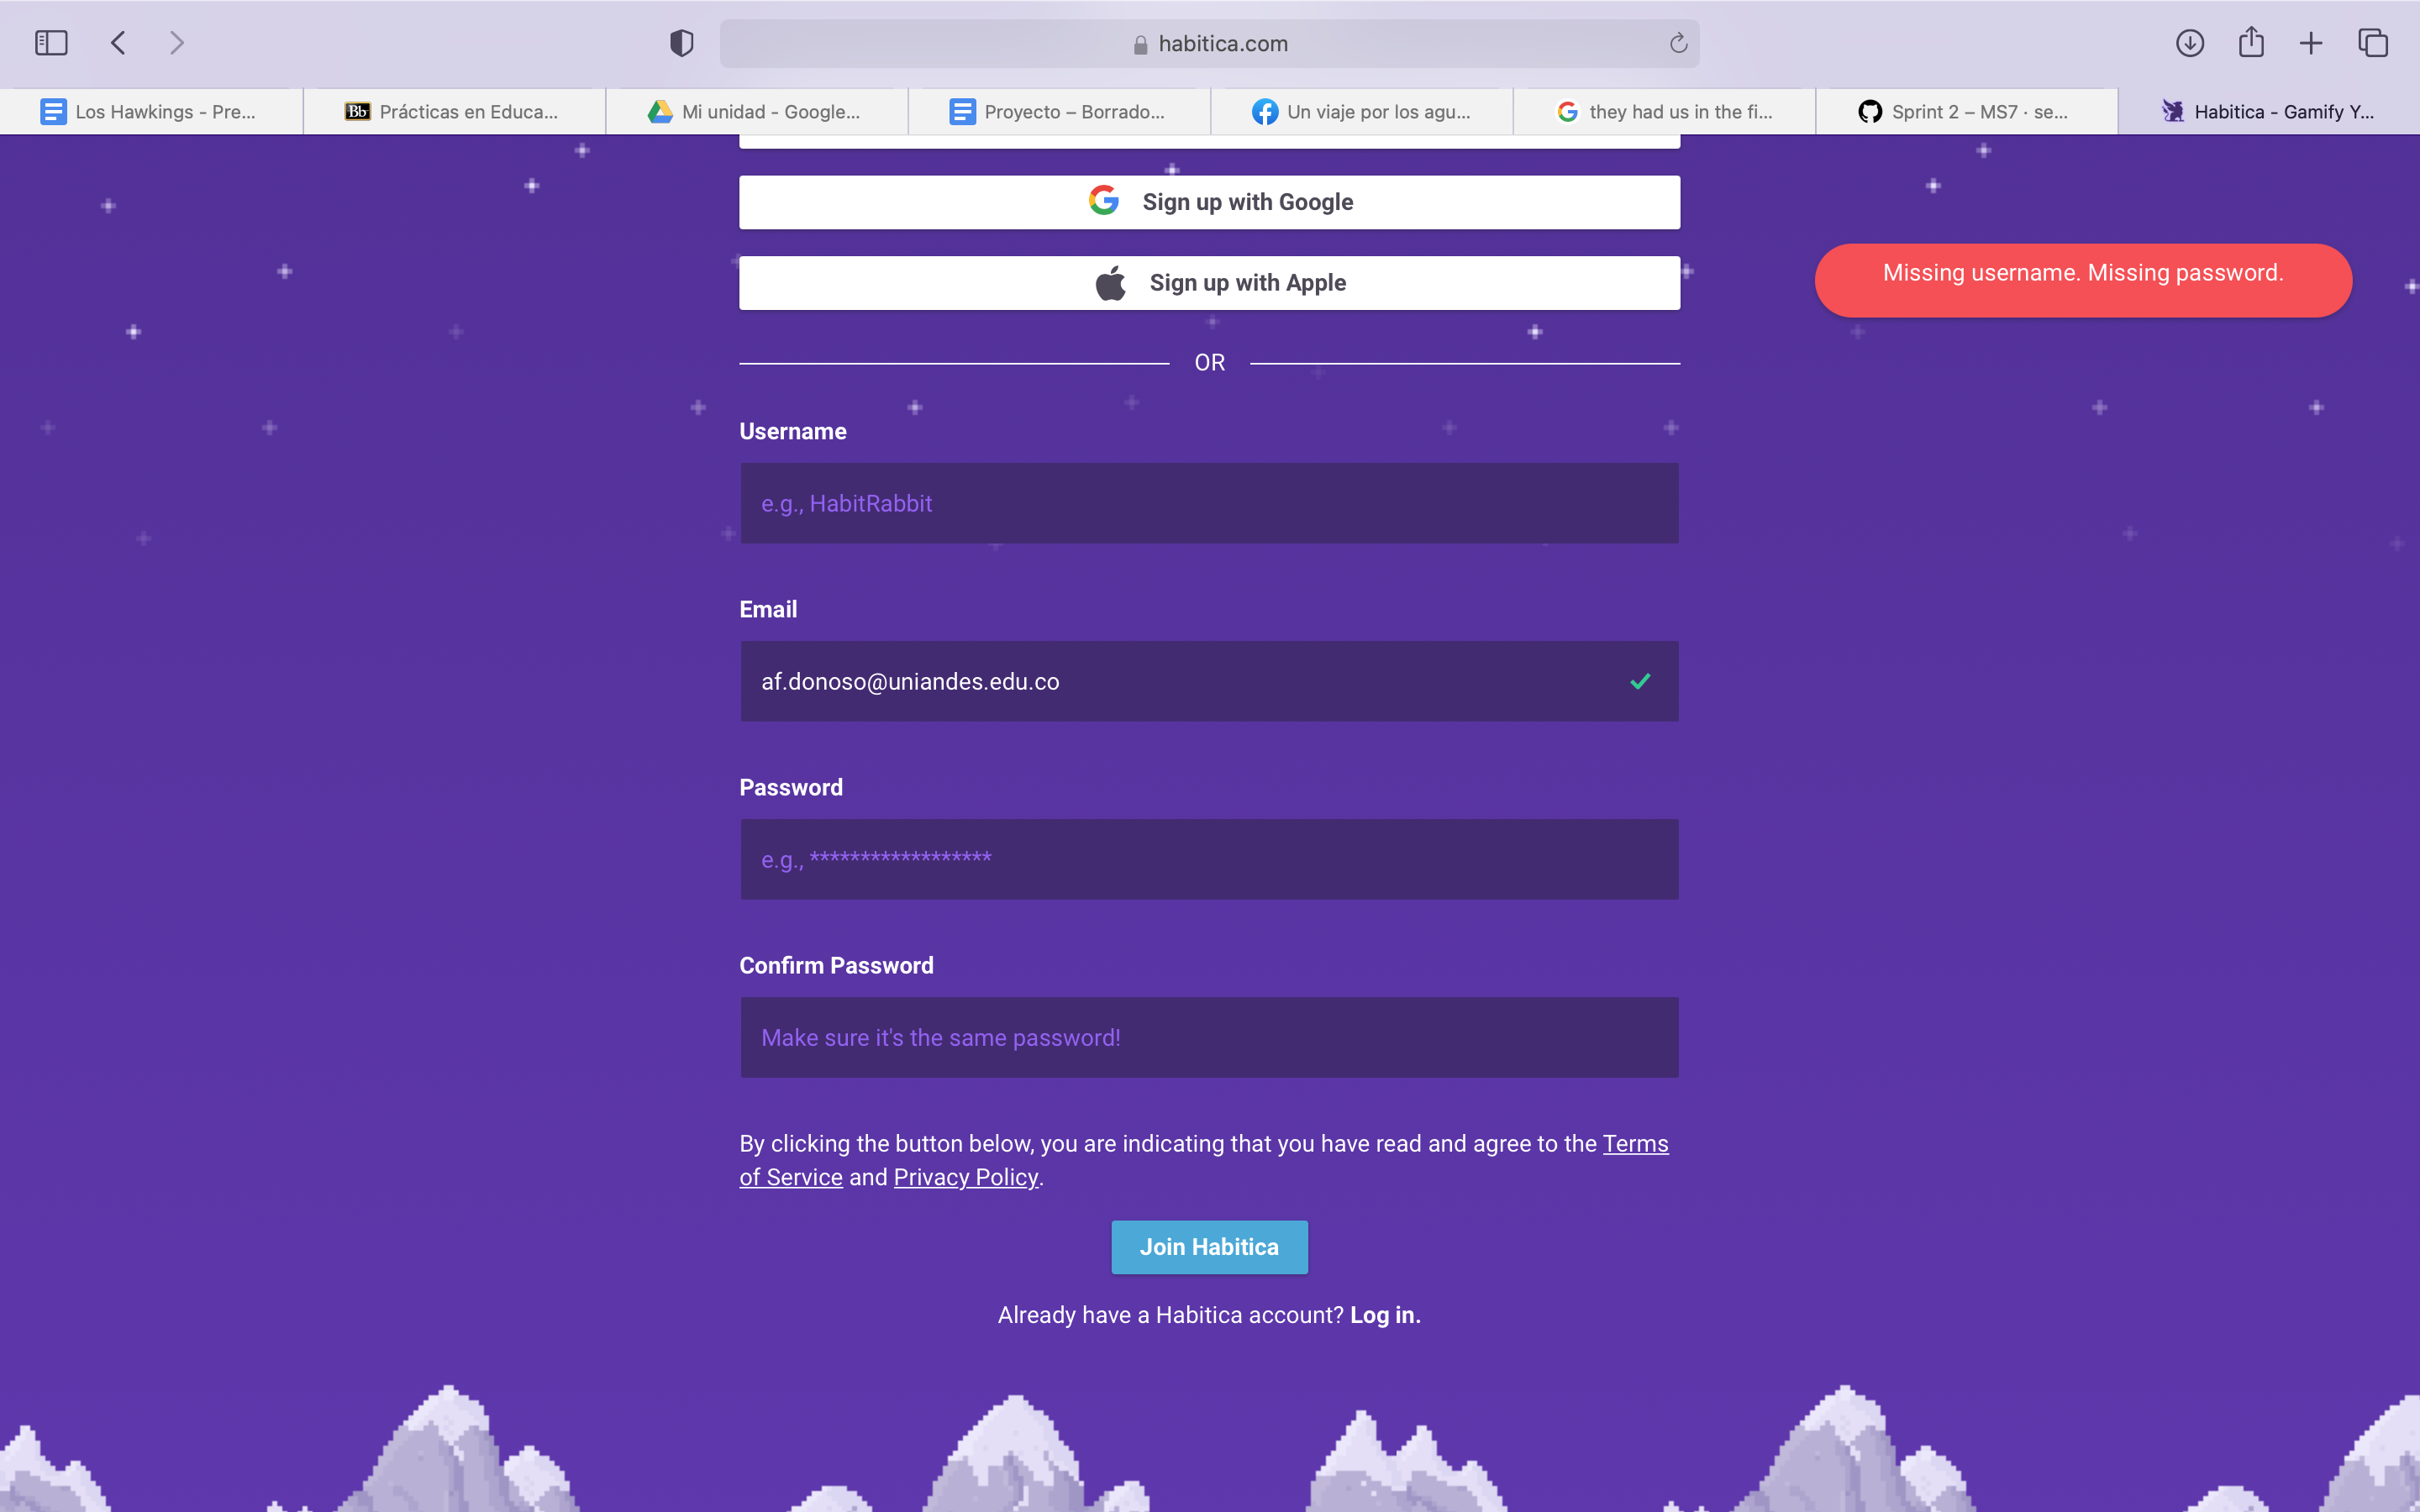 habitica.com
Los Hawkings - Pre...
Bb Prácticas en Educa...
Mi unidad - Google...
Proyecto – Borrado...
Un viaje por los agu...
they had us in the fi...
Sprint 2 – MS7 · se...
Habitica - Gamify Y...
Sign up with Google
Missing username. Missing password.
Sign up with Apple
OR
Username
e.g., HabitRabbit
Email
af.donoso@uniandes.edu.co
Password
e.g., ******************
Confirm Password
Make sure it's the same password!
By clicking the button below, you are indicating that you have read and agree to the Terms
of Service and Privacy Policy.
Join Habitica
Already have a Habitica account? Log in.